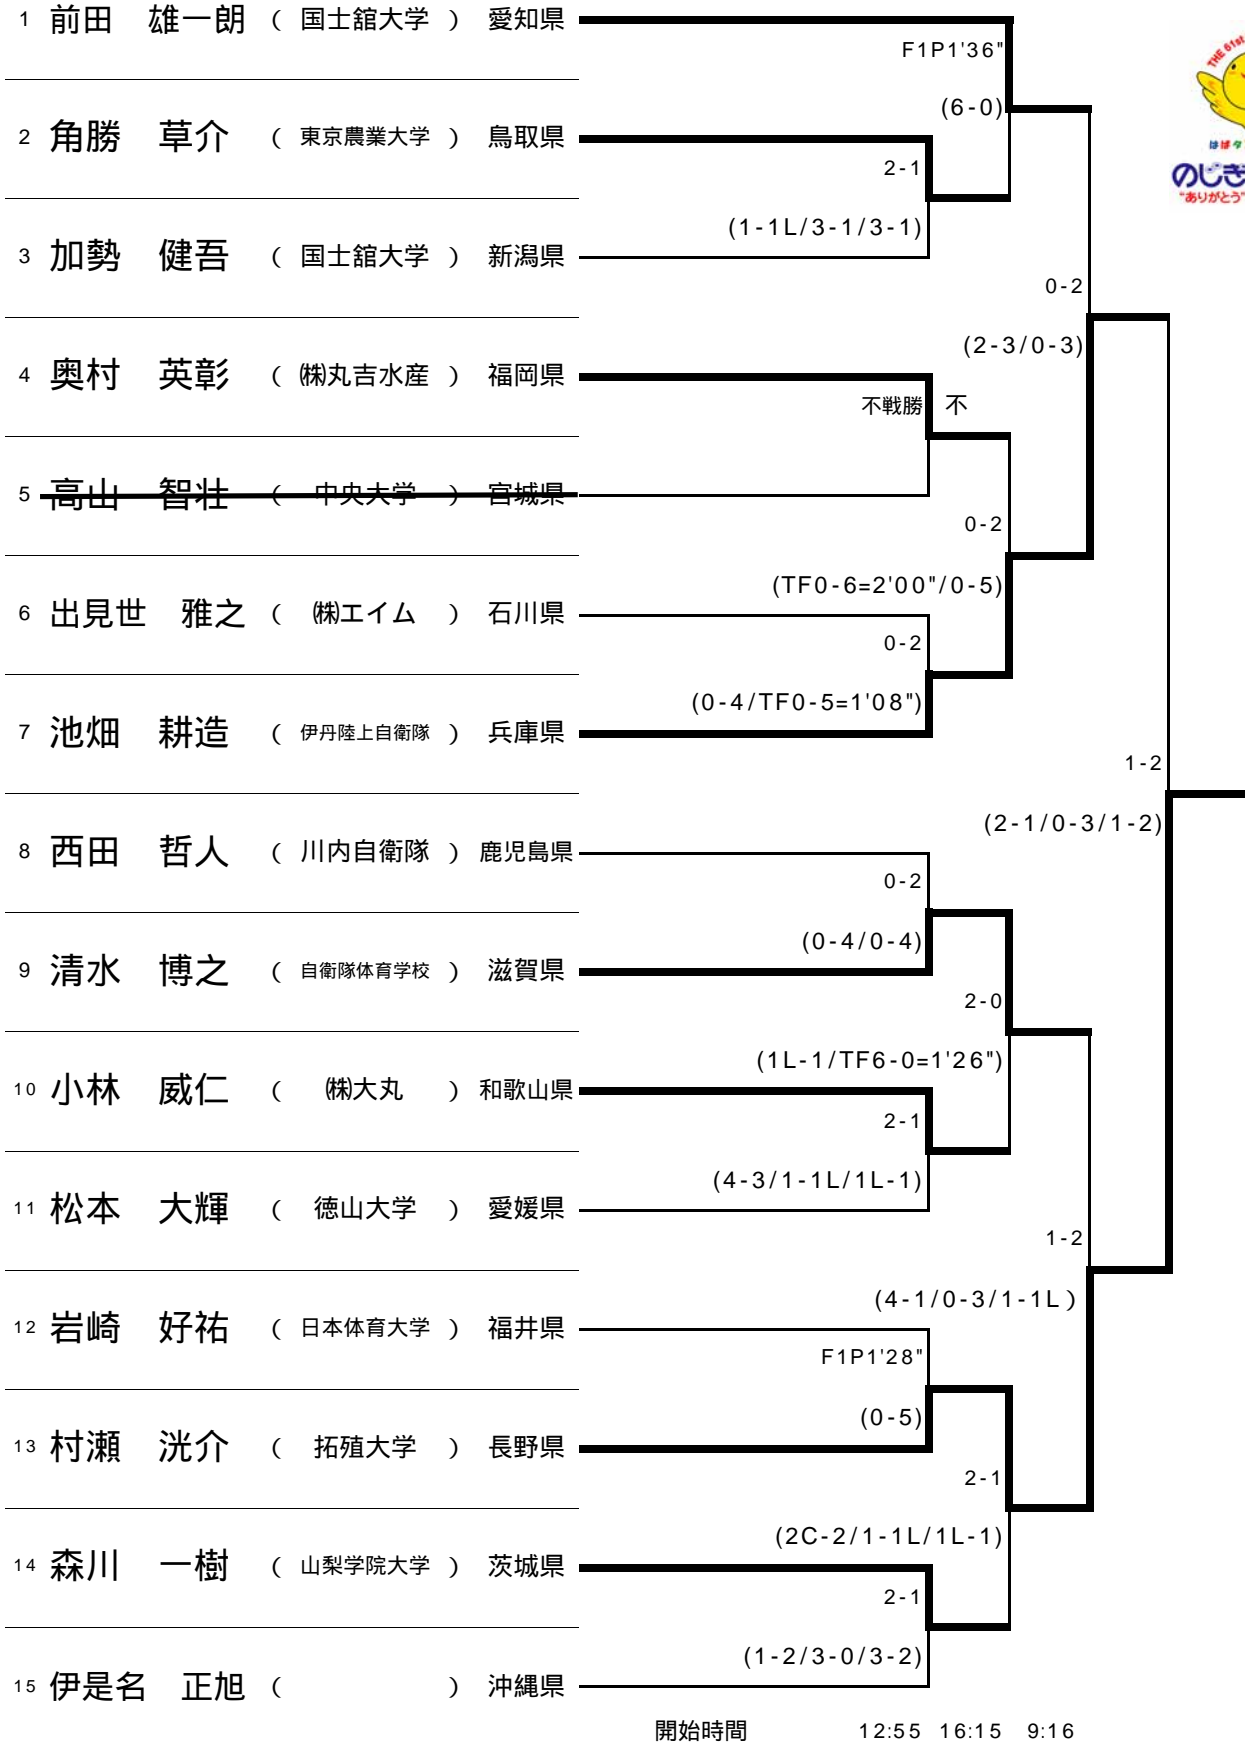 1 前田 雄一朗 ( 国士舘大学 ) 愛知県
F1P1'36"
(6-0)
2 角勝 草介 ( 東京農業大学 ) 鳥取県
2-1
(1-1L/3-1/3-1)
3 加勢 健吾 ( 国士舘大学 ) 新潟県
0-2
(2-3/0-3)
4 奥村 英彰 ( ㈱丸吉水産 ) 福岡県
不戦勝 不
5 高山 智壮 ( 中央大学 ) 宮城県
0-2
(TF0-6=2'00"/0-5)
6 出見世 雅之 ( ㈱エイム ) 石川県
0-2
(0-4/TF0-5=1'08")
7 池畑 耕造 ( 伊丹陸上自衛隊 ) 兵庫県
1-2
(2-1/0-3/1-2)
8 西田 哲人 ( 川内自衛隊 ) 鹿児島県
0-2
(0-4/0-4)
9 清水 博之 ( 自衛隊体育学校 ) 滋賀県
2-0
(1L-1/TF6-0=1'26")
10 小林 威仁 ( ㈱大丸 ) 和歌山県
2-1
(4-3/1-1L/1L-1)
11 松本 大輝 ( 徳山大学 ) 愛媛県
1-2
(4-1/0-3/1-1L)
12 岩崎 好祐 ( 日本体育大学 ) 福井県
F1P1'28"
(0-5)
13 村瀬 洸介 ( 拓殖大学 ) 長野県
2-1
(2C-2/1-1L/1L-1)
14 森川 一樹 ( 山梨学院大学 ) 茨城県
2-1
(1-2/3-0/3-2)
15 伊是名 正旭 ( ) 沖縄県
開始時間 12:55 16:15 9:16
THE 61st
はばタ
のじぎ
"ありがとう"